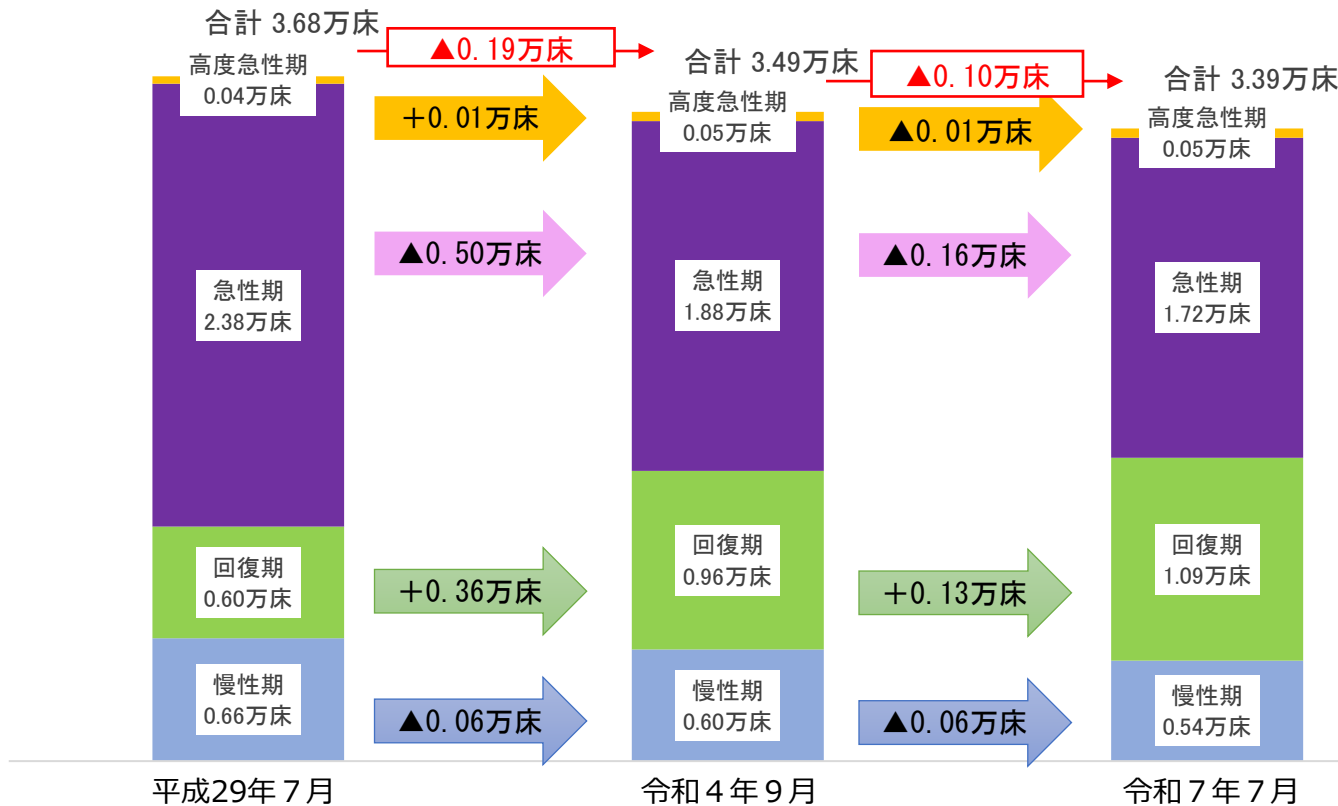 合計 3.68万床
▲0.19万床
合計 3.49万床
▲0.10万床
合計 3.39万床
高度急性期
0.04万床
＋0.01万床
高度急性期
0.05万床
▲0.01万床
高度急性期
0.05万床
急性期
2.38万床
▲0.50万床
急性期
1.88万床
▲0.16万床
急性期
1.72万床
回復期
0.60万床
＋0.36万床
回復期
0.96万床
＋0.13万床
回復期
1.09万床
慢性期
0.66万床
▲0.06万床
慢性期
0.60万床
▲0.06万床
慢性期
0.54万床
平成29年７月
令和４年９月
令和７年７月